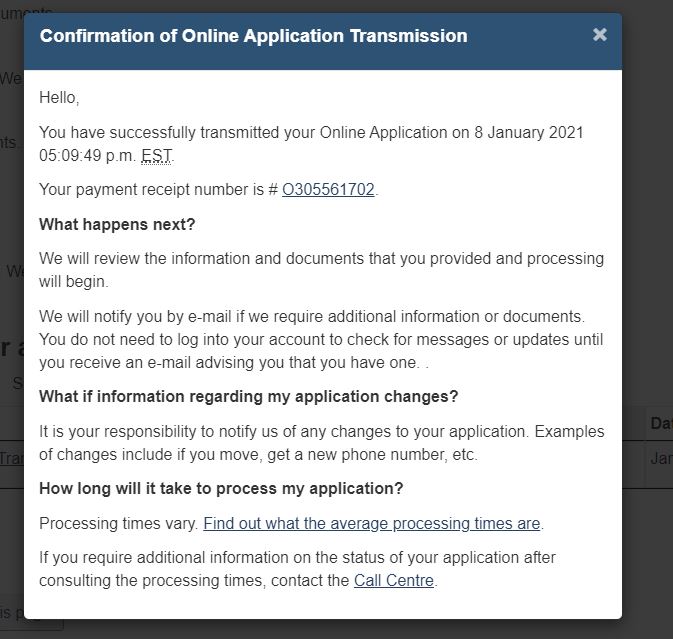 uments
Confirmation of Online Application Transmission ×
We
Hello,
You have successfully transmitted your Online Application on 8 January 2021
nts.
05:09:49 p.m. EST.
Your payment receipt number is # O305561702.
What happens next?
We will review the information and documents that you provided and processing
We
will begin.
We will notify you by e-mail if we require additional information or documents.
You do not need to log into your account to check for messages or updates until
r a
you receive an e-mail advising you that you have one. .
S
What if information regarding my application changes?
Da
It is your responsibility to notify us of any changes to your application. Examples
Tra
of changes include if you move, get a new phone number, etc.
Jan
How long will it take to process my application?
Processing times vary. Find out what the average processing times are.
If you require additional information on the status of your application after
consulting the processing times, contact the Call Centre.
is p